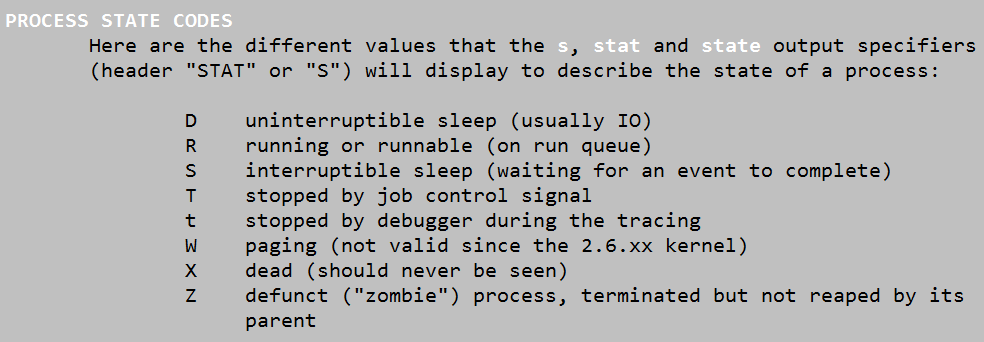 PROCESS STATE CODES
Here are the different values that the s, stat and state output specifiers
(header "STAT" or "S") will display to describe the state of a process:
D uninterruptible sleep (usually IO)
R running or runnable (on run queue)
S interruptible sleep (waiting for an event to complete)
T stopped by job control signal
t stopped by debugger during the tracing
W paging (not valid since the 2.6.xx kernel)
X dead (should never be seen)
Z defunct ("zombie") process, terminated but not reaped by its
parent